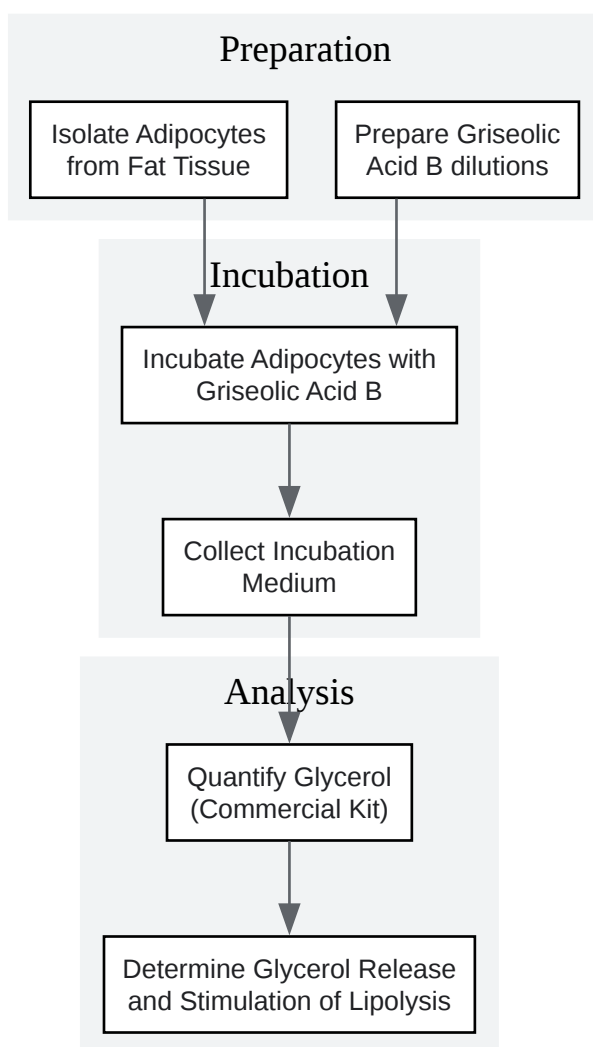 Preparation
Isolate Adipocytes
from Fat Tissue
Prepare Griseolic
Acid B dilutions
Incubation
Incubate Adipocytes with
Griseolic Acid B
Collect Incubation
Medium
Analysis
Quantify Glycerol
(Commercial Kit)
Determine Glycerol Release
and Stimulation of Lipolysis